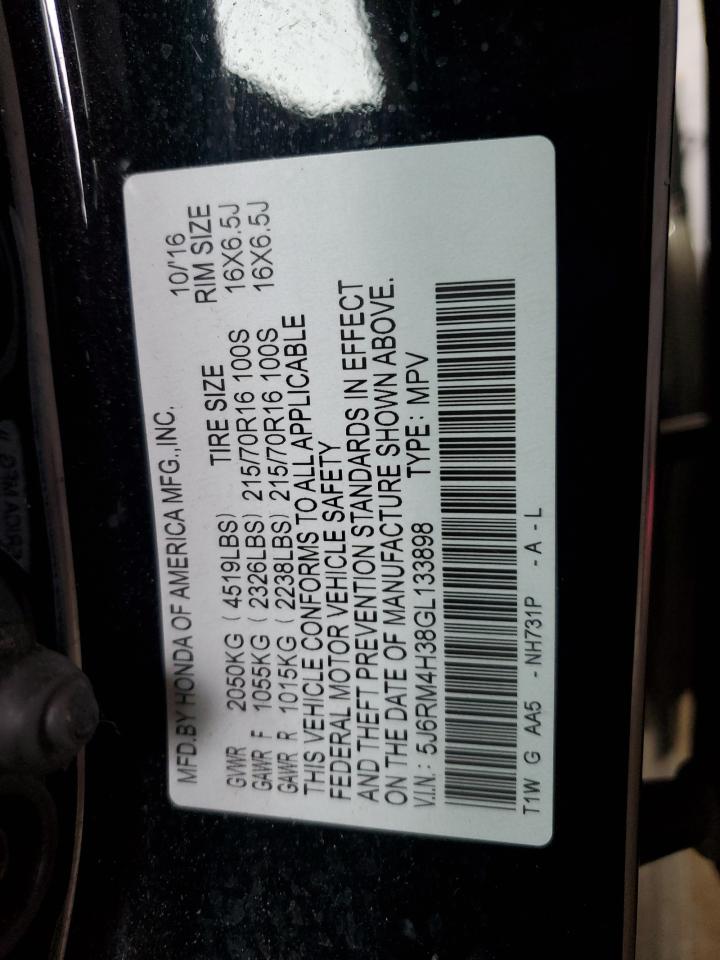 MFD.BY HONDA OF AMERICA MFG.,INC. 10/'16
TIRE SIZE RIM SIZE
GVWR 2050KG ( 4519LBS)
GAWR F 1055KG ( 2326LBS) 215/70R16 100S 16X6.5J
GAWR R 1015KG ( 2238LBS) 215/70R16 100S 16X6.5J
THIS VEHICLE CONFORMS TO ALL APPLICABLE
FEDERAL MOTOR VEHICLE SAFETY
AND THEFT PREVENTION STANDARDS IN EFFECT
ON THE DATE OF MANUFACTURE SHOWN ABOVE.
V.I.N.: 5J6RM4H38GL133898 TYPE: MPV
T1W G AA5 - NH731P - A - L